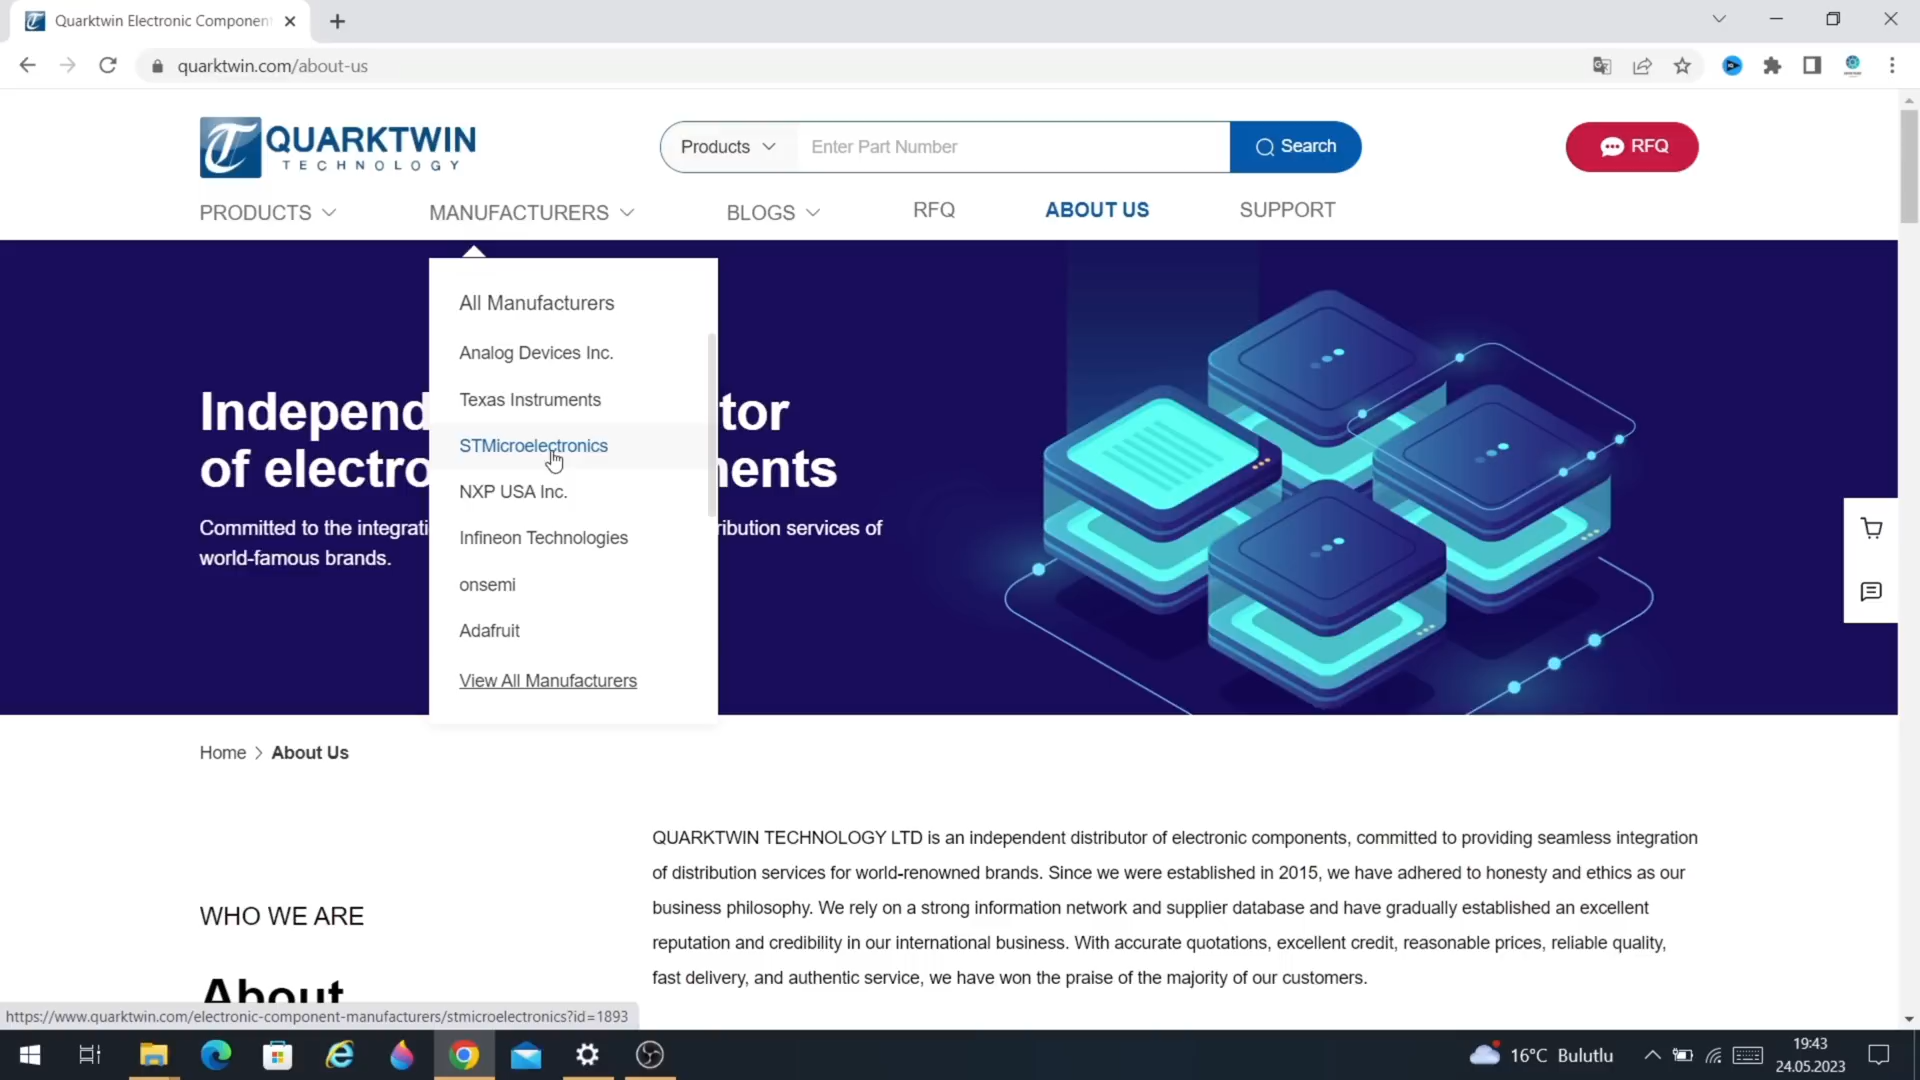 Quarktwin Electronic Componen
quarktwin.com/about-us
QUARKTWIN
TECHNOLOGY
Products
Enter Part Number
Search
RFQ
PRODUCTS
MANUFACTURERS
BLOGS
RFQ
ABOUT US
SUPPORT
All Manufacturers
Analog Devices Inc.
Texas Instruments
STMicroelectronics
NXP USA Inc.
Infineon Technologies
onsemi
Adafruit
View All Manufacturers
Independ tor
of electro ents
Committed to the integrati ribution services of
world-famous brands.
Home > About Us
WHO WE ARE
About
QUARKTWIN TECHNOLOGY LTD is an independent distributor of electronic components, committed to providing seamless integration
of distribution services for world-renowned brands. Since we were established in 2015, we have adhered to honesty and ethics as our
business philosophy. We rely on a strong information network and supplier database and have gradually established an excellent
reputation and credibility in our international business. With accurate quotations, excellent credit, reasonable prices, reliable quality,
fast delivery, and authentic service, we have won the praise of the majority of our customers.
https://www.quarktwin.com/electronic-component-manufacturers/stmicroelectronics?id=1893
16°C Bulutlu
19:43
24.05.2023